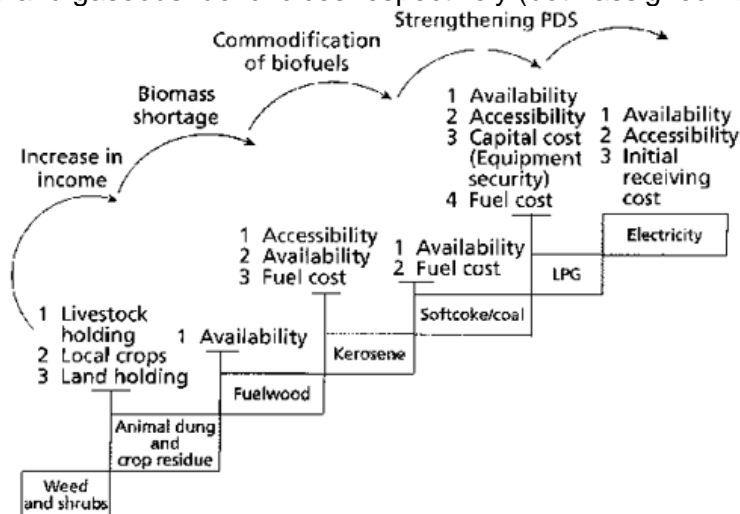 Strengthening PDS
Commodification
of biofuels
Biomass
shortage
Increase in
income
1 Availability
2 Accessibility
3 Capital cost
(Equipment
security)
4 Fuel cost
1 Availability
2 Accessibility
3 Initial
receiving
cost
1 Accessibility
2 Availability
3 Fuel cost
1 Availability
2 Fuel cost
1 Livestock
holding
2 Local crops
3 Land holding
1 Availability
Electricity
LPG
Softcoke/coal
Kerosene
Fuelwood
Animal dung
and
crop residue
Weed
and shrubs